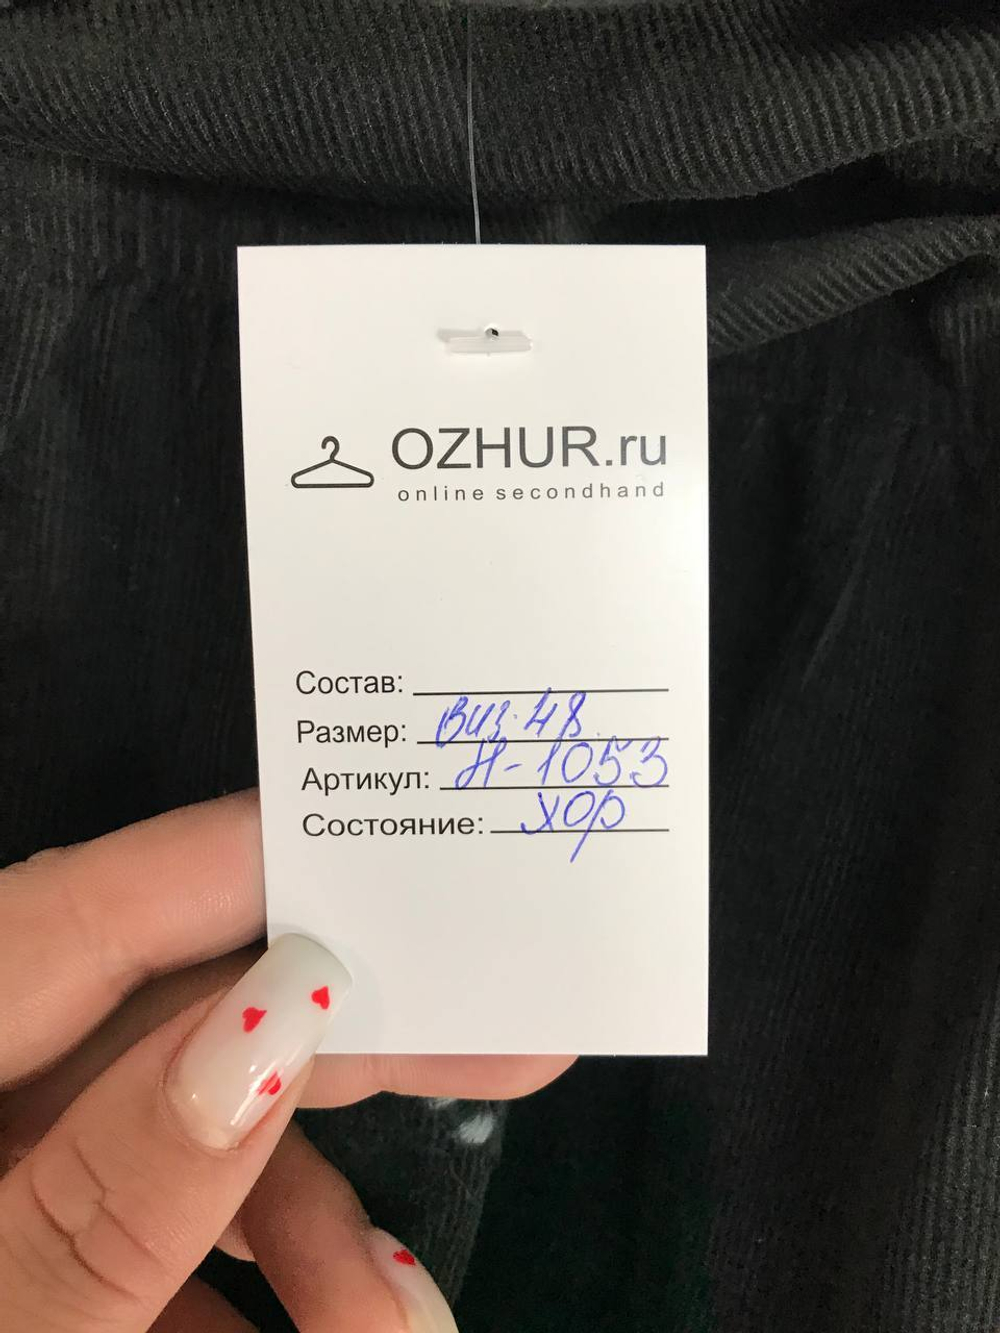 OZHUR.ru
online secondhand
Состав:
Размер: виз. 48
Артикул: Н-1053
Состояние: хор